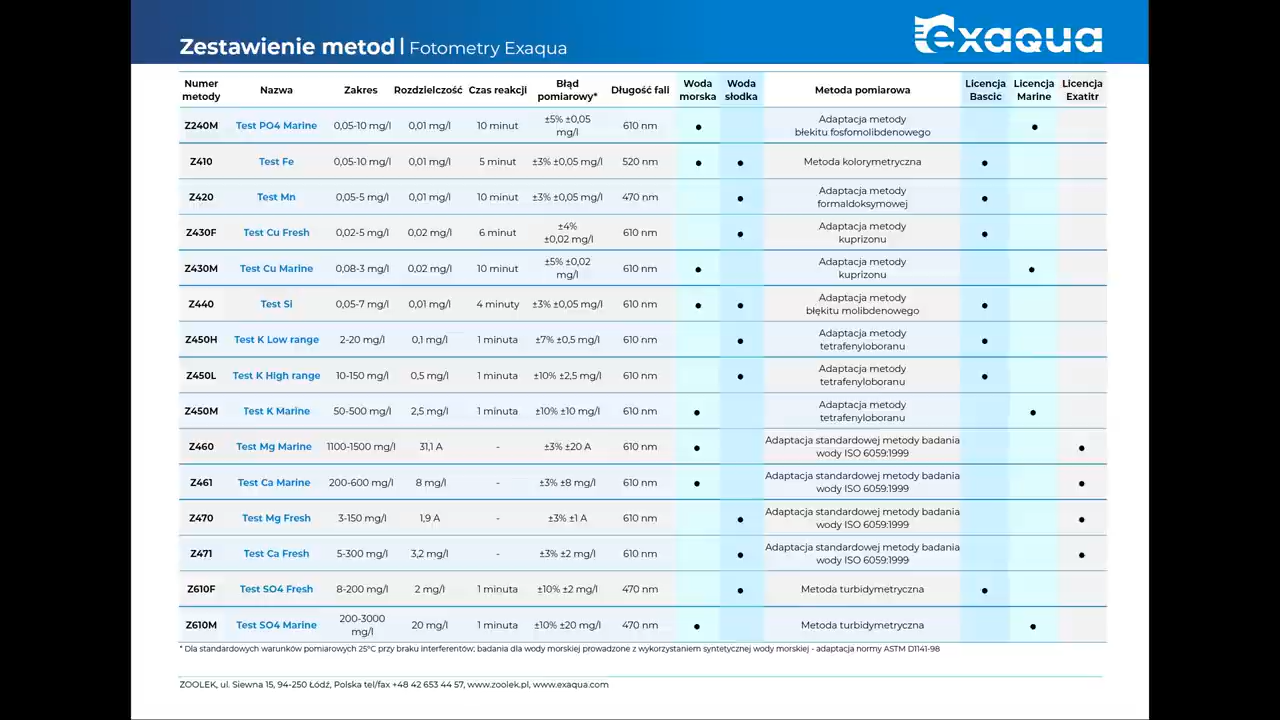 Zestawienie metod | Fotometry Exaqua
exaqua
Numer metody Nazwa Zakres Rozdzielczość Czas reakcji Błąd pomiarowy* Długość fali Woda morska Woda słodka Metoda pomiarowa Licencja Bascic Licencja Marine Licencja Exatitr
Z240M Test PO4 Marine 0,05-10 mg/l 0,01 mg/l 10 minut ±5% ±0,05 mg/l 610 nm ● Adaptacja metody błekitu fosfomolibdenowego ●
Z410 Test Fe 0,05-10 mg/l 0,01 mg/l 5 minut ±3% ±0,05 mg/l 520 nm ● ● Metoda kolorymetryczna ●
Z420 Test Mn 0,05-5 mg/l 0,01 mg/l 10 minut ±3% ±0,05 mg/l 470 nm ● Adaptacja metody formaldoksymowej ●
Z430F Test Cu Fresh 0,02-5 mg/l 0,02 mg/l 6 minut ±4% ±0,02 mg/l 610 nm ● Adaptacja metody kuprizonu ●
Z430M Test Cu Marine 0,08-3 mg/l 0,02 mg/l 10 minut ±5% ±0,02 mg/l 610 nm ● Adaptacja metody kuprizonu ●
Z440 Test Si 0,05-7 mg/l 0,01 mg/l 4 minuty ±3% ±0,05 mg/l 610 nm ● ● Adaptacja metody błękitu molibdenowego ●
Z450H Test K Low range 2-20 mg/l 0,1 mg/l 1 minuta ±7% ±0,5 mg/l 610 nm ● Adaptacja metody tetrafenyloboranu ●
Z450L Test K HIgh range 10-150 mg/l 0,5 mg/l 1 minuta ±10% ±2,5 mg/l 610 nm ● Adaptacja metody tetrafenyloboranu ●
Z450M Test K Marine 50-500 mg/l 2,5 mg/l 1 minuta ±10% ±10 mg/l 610 nm ● Adaptacja metody tetrafenyloboranu ●
Z460 Test Mg Marine 1100-1500 mg/l 31,1 A - ±3% ±20 A 610 nm ● Adaptacja standardowej metody badania wody ISO 6059:1999 ●
Z461 Test Ca Marine 200-600 mg/l 8 mg/l - ±3% ±8 mg/l 610 nm ● Adaptacja standardowej metody badania wody ISO 6059:1999 ●
Z470 Test Mg Fresh 3-150 mg/l 1,9 A - ±3% ±1 A 610 nm ● Adaptacja standardowej metody badania wody ISO 6059:1999 ●
Z471 Test Ca Fresh 5-300 mg/l 3,2 mg/l - ±3% ±2 mg/l 610 nm ● Adaptacja standardowej metody badania wody ISO 6059:1999 ●
Z610F Test SO4 Fresh 8-200 mg/l 2 mg/l 1 minuta ±10% ±2 mg/l 470 nm ● Metoda turbidymetryczna ●
Z610M Test SO4 Marine 200-3000 mg/l 20 mg/l 1 minuta ±10% ±20 mg/l 470 nm ● Metoda turbidymetryczna ●
* Dla standardowych warunków pomiarowych 25°C przy braku interferentów; badania dla wody morskiej prowadzone z wykorzystaniem syntetycznej wody morskiej - adaptacja normy ASTM D1141-98
ZOOLEK, ul. Siewna 15, 94-250 Łódź, Polska tel/fax +48 42 653 44 57, www.zoolek.pl, www.exaqua.com